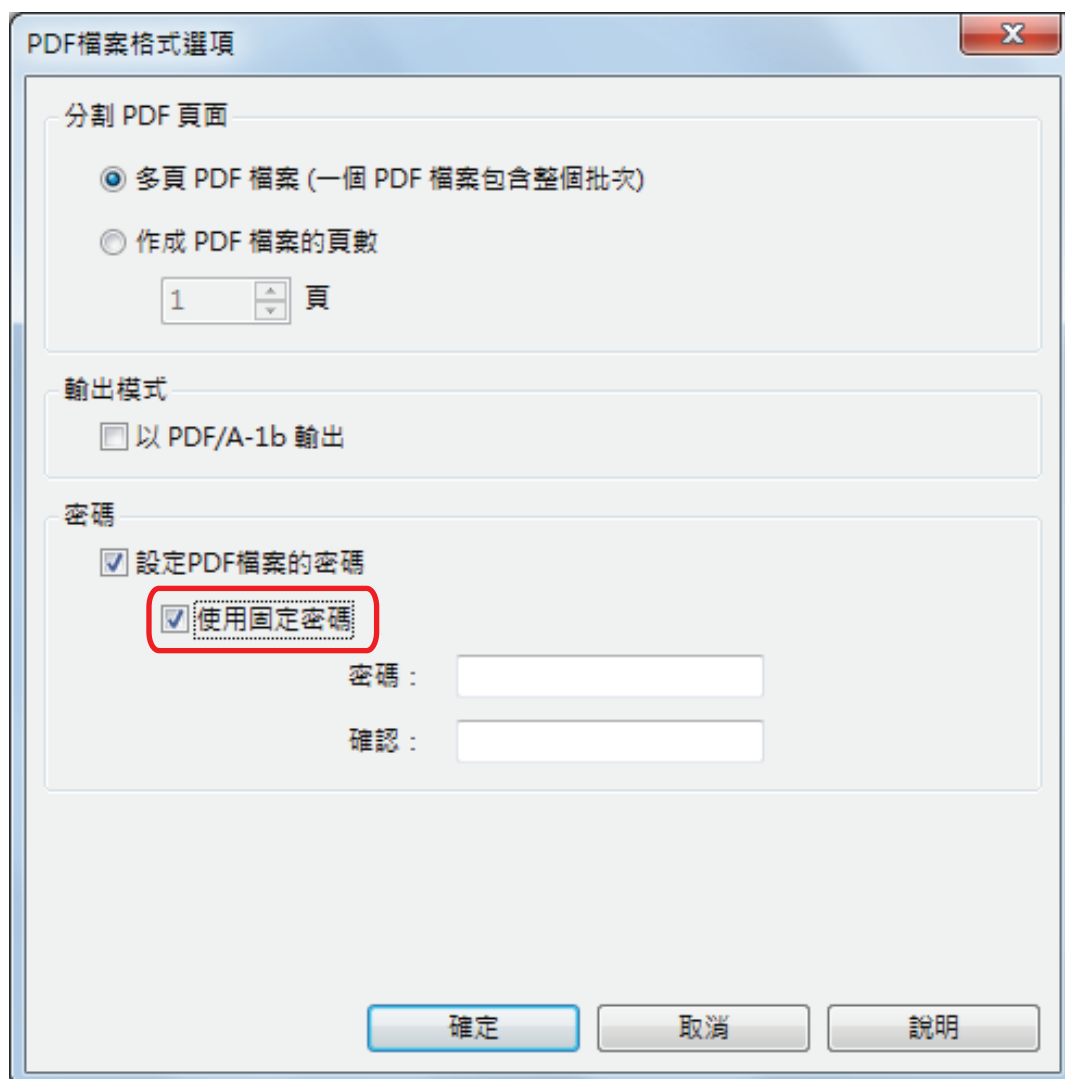 PDF檔案格式選項
分割 PDF 頁面
多頁 PDF 檔案 (一個 PDF 檔案包含整個批次)
作成 PDF 檔案的頁數
1 頁
輸出模式
以 PDF/A-1b 輸出
密碼
設定PDF檔案的密碼
使用固定密碼
密碼：
確認：
確定 取消 說明